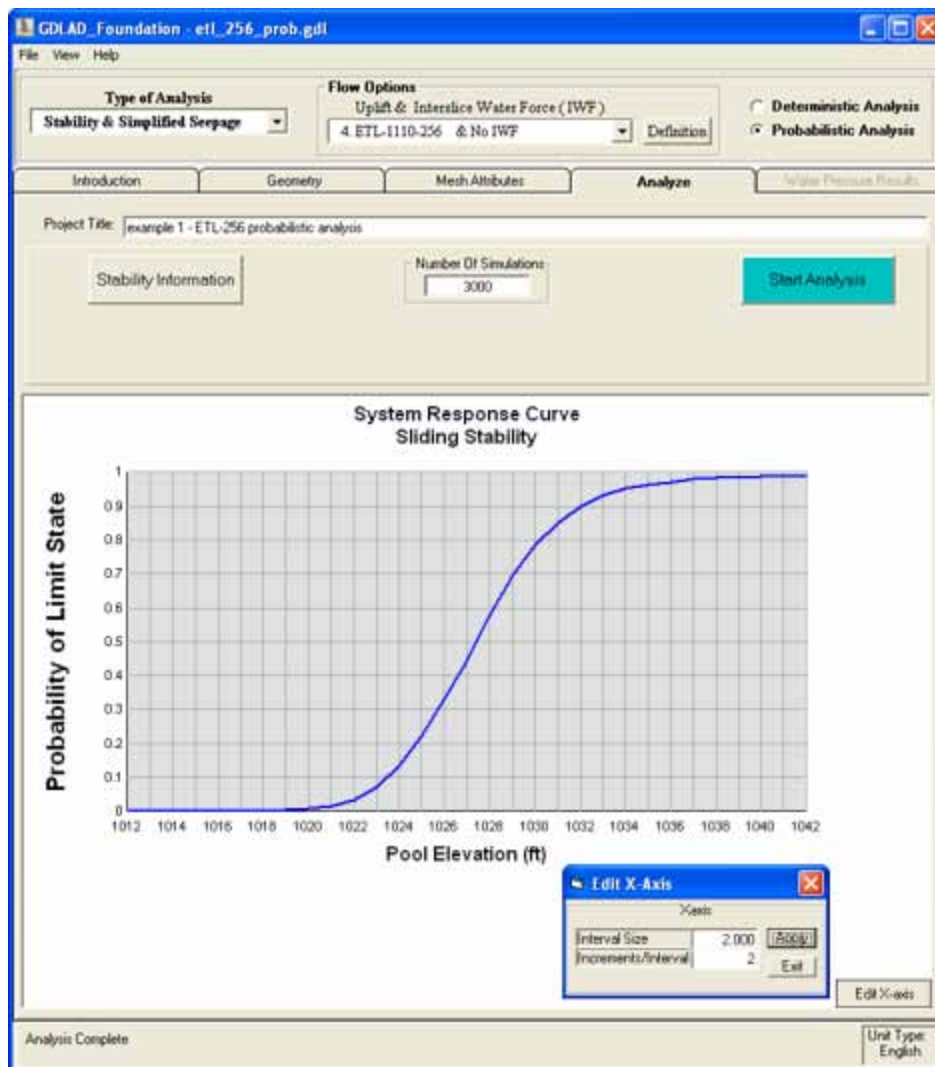 GDLAD_Foundation - etl_256_prob.gdl
File View Help
Type of Analysis
Stability & Simplified Seepage
Flow Options
Uplift & Interslice Water Force ( IWF )
4. ETL-1110-256 & No IWF
Definition
Deterministic Analysis
Probabilistic Analysis
Introduction
Geometry
Mesh Attributes
Analyze
Water Pressure Results
Project Title: example 1 - ETL-256 probabilistic analysis
Stability Information
Number Of Simulations
3000
Start Analysis
System Response Curve
Sliding Stability
Probability of Limit State
1
0.9
0.8
0.7
0.6
0.5
0.4
0.3
0.2
0.1
0
1012 1014 1016 1018 1020 1022 1024 1026 1028 1030 1032 1034 1036 1038 1040 1042
Pool Elevation (ft)
Edit X-Axis
X-axis
Interval Size 2.000 Apply
Increments/Interval 2
Exit
Edit X-axis
Analysis Complete
Unit Type:
English